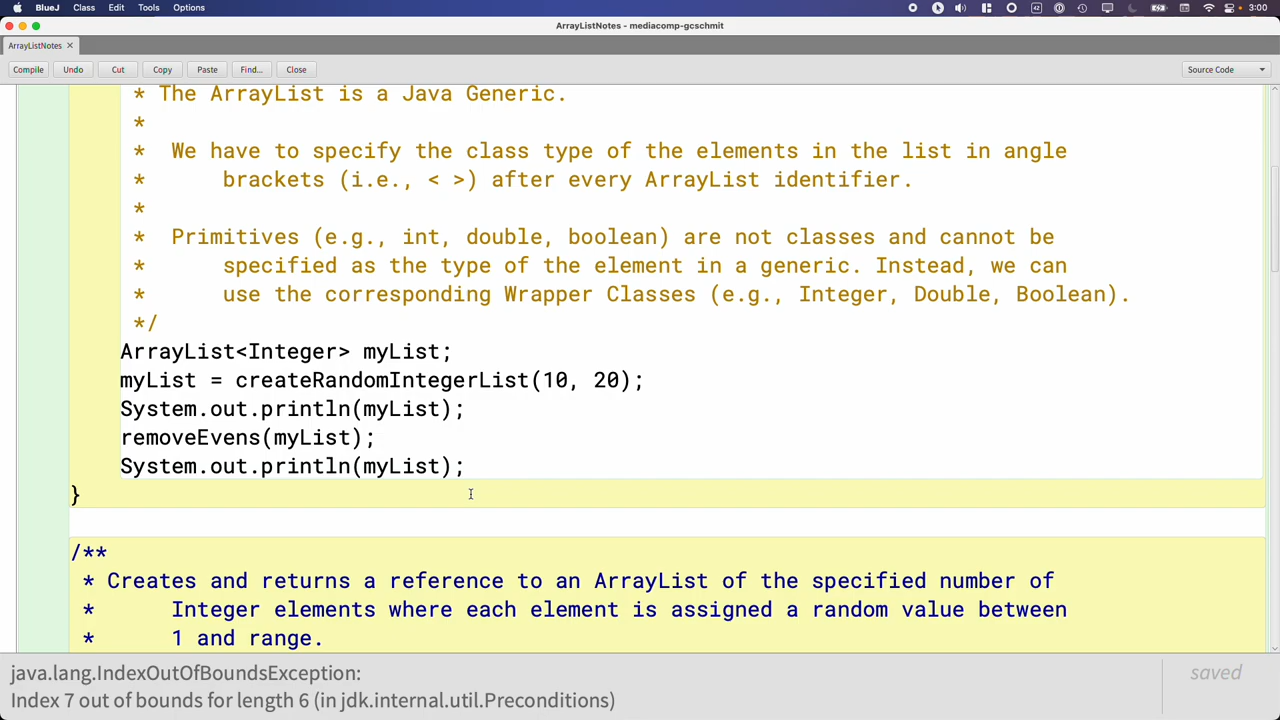 BlueJ Class Edit Tools Options 3:00
ArrayListNotes - mediacomp-gcschmit
ArrayListNotes ×
Compile Undo Cut Copy Paste Find... Close Source Code
* The ArrayList is a Java Generic.
*
* We have to specify the class type of the elements in the list in angle
* brackets (i.e., < >) after every ArrayList identifier.
*
* Primitives (e.g., int, double, boolean) are not classes and cannot be
* specified as the type of the element in a generic. Instead, we can
* use the corresponding Wrapper Classes (e.g., Integer, Double, Boolean).
*/
ArrayList<Integer> myList;
myList = createRandomIntegerList(10, 20);
System.out.println(myList);
removeEvens(myList);
System.out.println(myList);
}
/**
* Creates and returns a reference to an ArrayList of the specified number of
* Integer elements where each element is assigned a random value between
* 1 and range.
java.lang.IndexOutOfBoundsException:
Index 7 out of bounds for length 6 (in jdk.internal.util.Preconditions)
saved